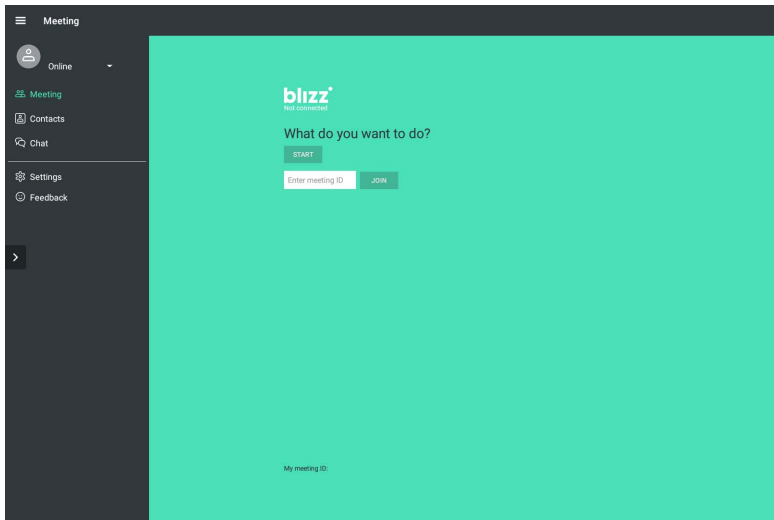 Meeting
Online
Meeting
Contacts
Chat
Settings
Feedback
blizz
Not connected
What do you want to do?
START
Enter meeting ID
JOIN
My meeting ID: